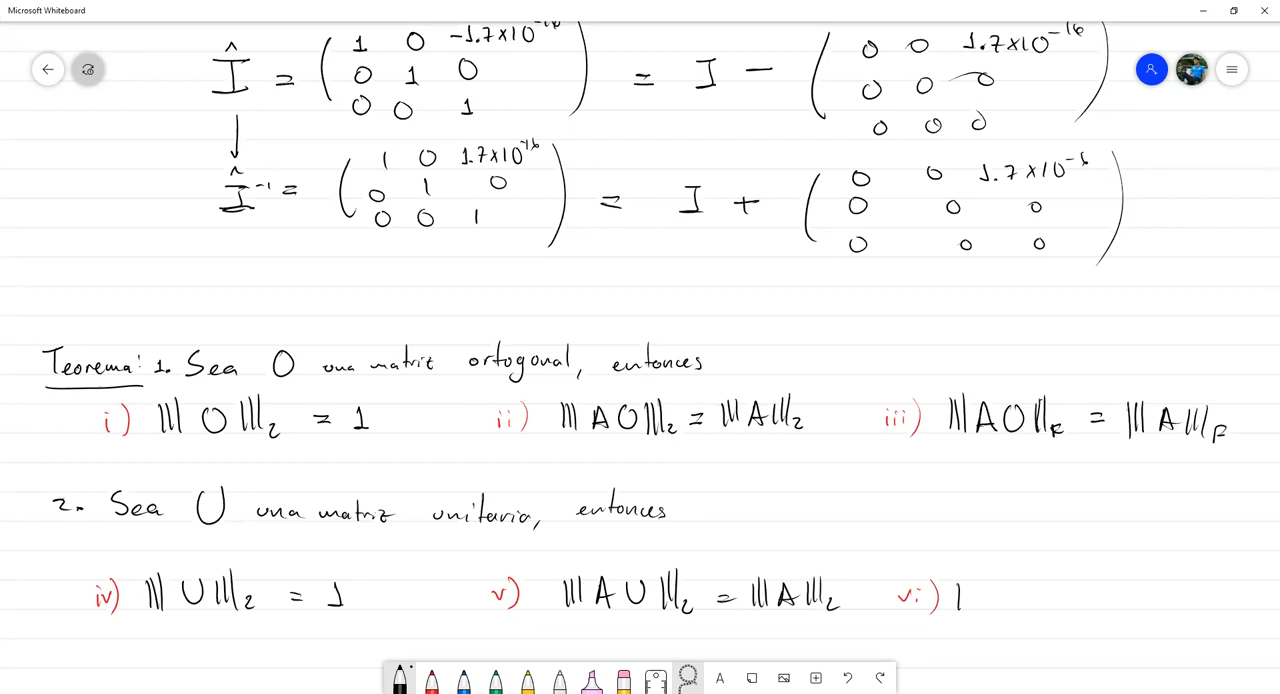 Microsoft Whiteboard
Î = ( 1 0 -1.7×10^-16 ; 0 1 0 ; 0 0 1 ) = I - ( 0 0 1.7×10^-16 ; 0 0 0 ; 0 0 0 )
Î^-1 = ( 1 0 1.7×10^-16 ; 0 1 0 ; 0 0 1 ) = I + ( 0 0 1.7×10^-16 ; 0 0 0 ; 0 0 0 )
Teorema: 1. Sea O una matriz ortogonal, entonces
i) |||O|||₂ = 1 ii) |||AO|||₂ = |||A|||₂ iii) |||AO|||_F = |||A|||_F
2. Sea U una matriz unitaria, entonces
iv) |||U|||₂ = 1 v) |||AU|||₂ = |||A|||₂ vi) |
A